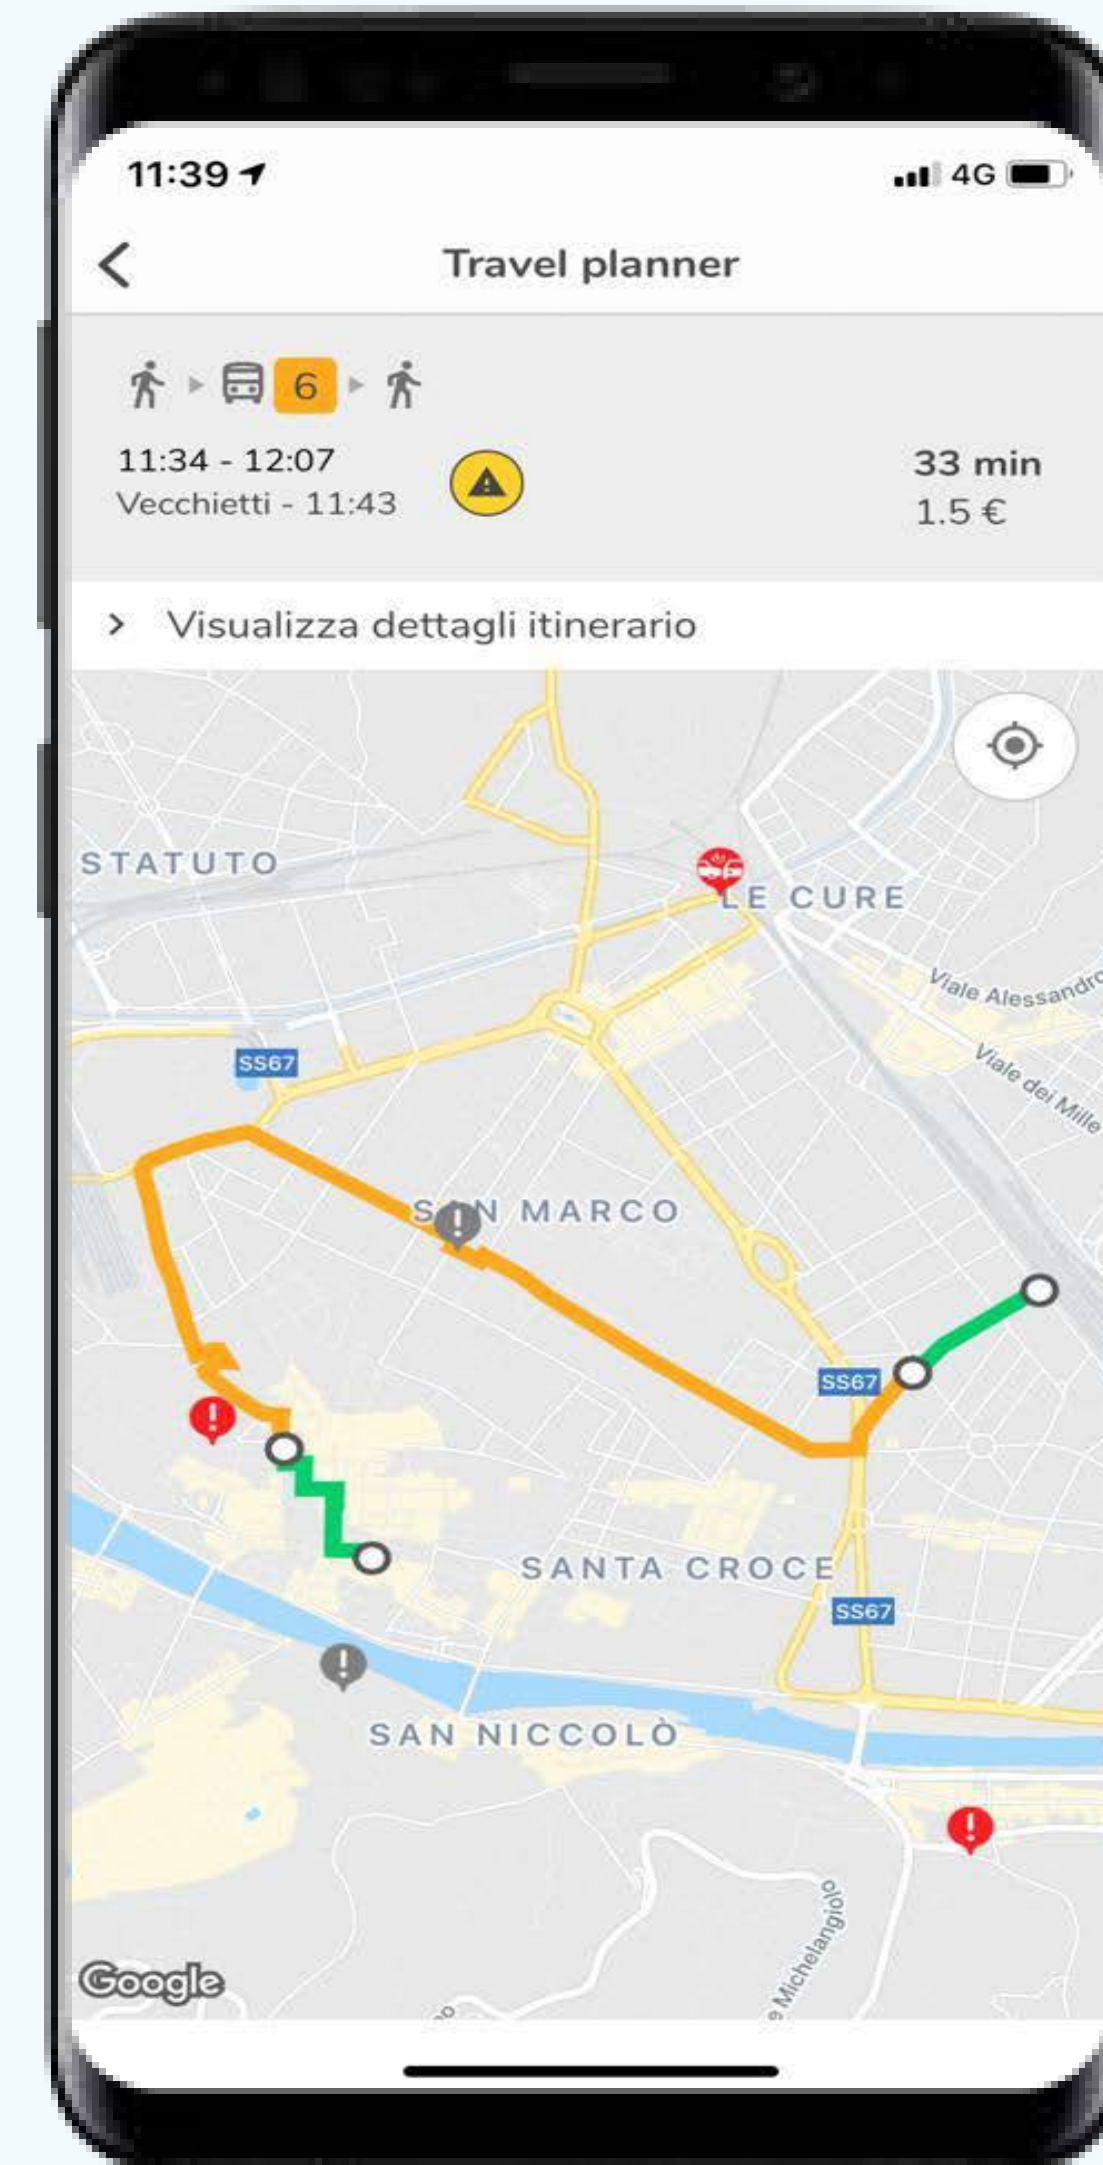 11:39
4G
Travel planner
6
11:34 - 12:07
33 min
Vecchietti - 11:43
1.5 €
Visualizza dettagli itinerario
STATUTO
LE CURE
Viale Alessandro
SS67
Viale dei Mille
SAN MARCO
SS67
SANTA CROCE
SS67
SAN NICCOLÒ
e Michelangiolo
Google